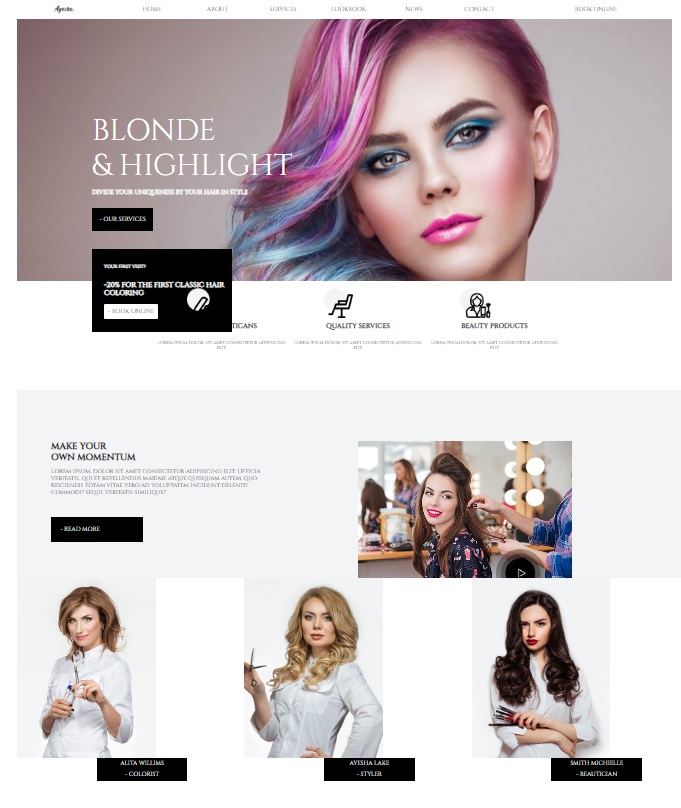 Ayesha.
HOME ABOUT SERVICES LOOKBOOK NEWS CONTACT BOOK ONLINE
BLONDE
& HIGHLIGHT
DIVIDE YOUR UNIQUENESS BY YOUR HAIR IN STYLE
- OUR SERVICES
YOUR FIRST VISIT?
-20% FOR THE FIRST CLASSIC HAIR
COLORING
- BOOK ONLINE
TICANS QUALITY SERVICES BEAUTY PRODUCTS
LOREM IPSUM DOLOR, SIT AMET CONSECTETUR ADIPISICING LOREM IPSUM DOLOR, SIT AMET CONSECTETUR ADIPISICING LOREM IPSUM DOLOR, SIT AMET CONSECTETUR ADIPISICING
ELIT. ELIT. ELIT.
MAKE YOUR
OWN MOMENTUM
LOREM IPSUM, DOLOR SIT AMET CONSECTETUR ADIPISICING ELIT. OFFICIA
VERITATIS, QUI ET REPELLENDUS MAXIME ATQUE QUISQUAM AUTEM, QUO
REICIENDIS TOTAM VITAE VERO AD VOLUPTATEM INCIDUNT DELENITI
COMMODI? SEQUI, VERITATIS SIMILIQUE?
- READ MORE
ALITA WILLIMS
- COLORIST
AYESHA LAKE
- STYLER
SMITH MICHIELLE
- BEAUTICIAN